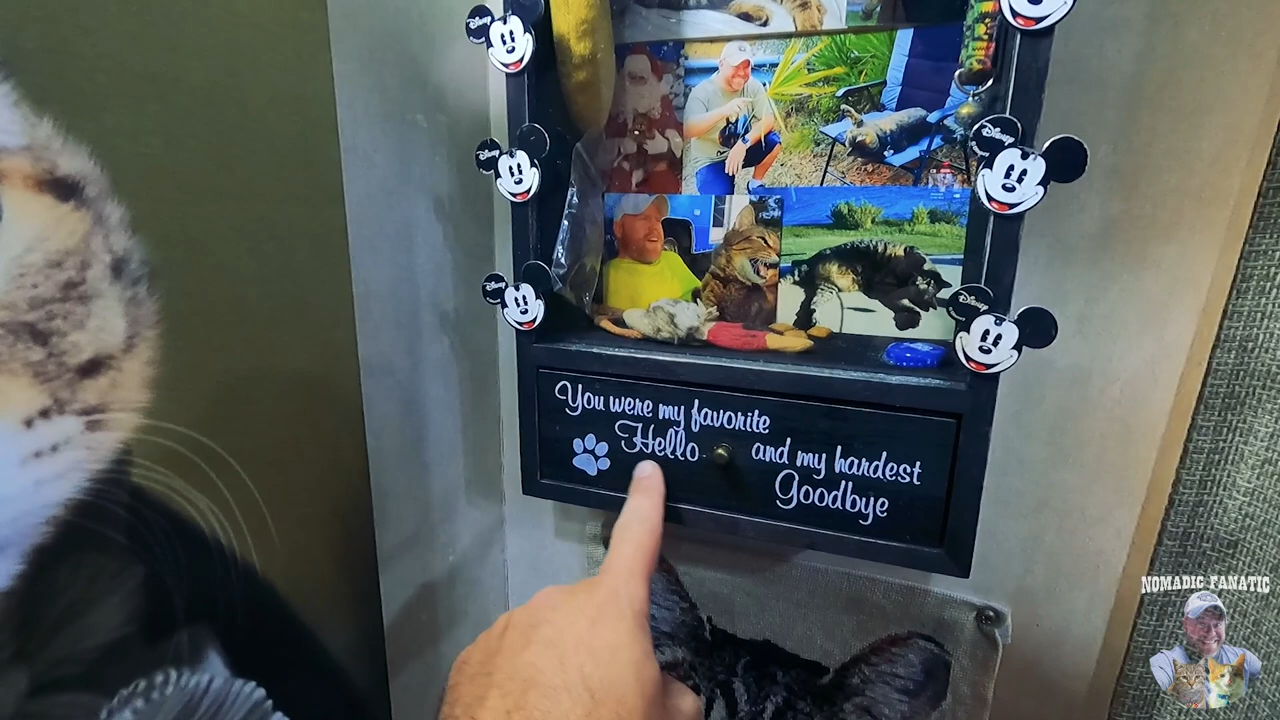 Disney
Disney
Disney
Disney
Disney
You were my favorite
Hello
and my hardest
Goodbye
NOMADIC FANATIC